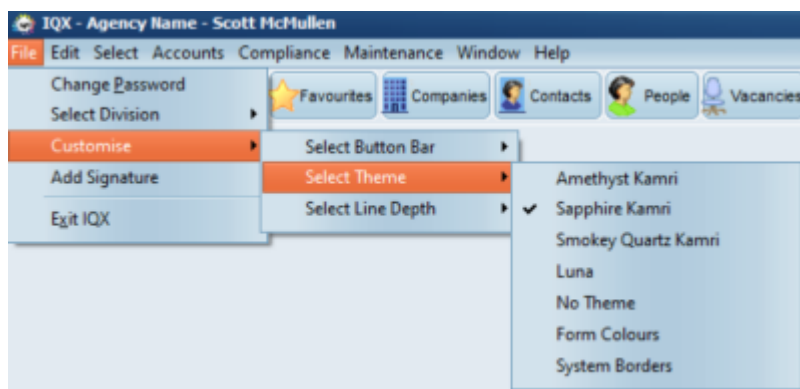 IQX - Agency Name - Scott McMullen
File Edit Select Accounts Compliance Maintenance Window Help
Favourites Companies Contacts People Vacancies
Change Password
Select Division
Customise
Add Signature
Exit IQX
Select Button Bar
Select Theme
Select Line Depth
Amethyst Kamri
Sapphire Kamri
Smokey Quartz Kamri
Luna
No Theme
Form Colours
System Borders